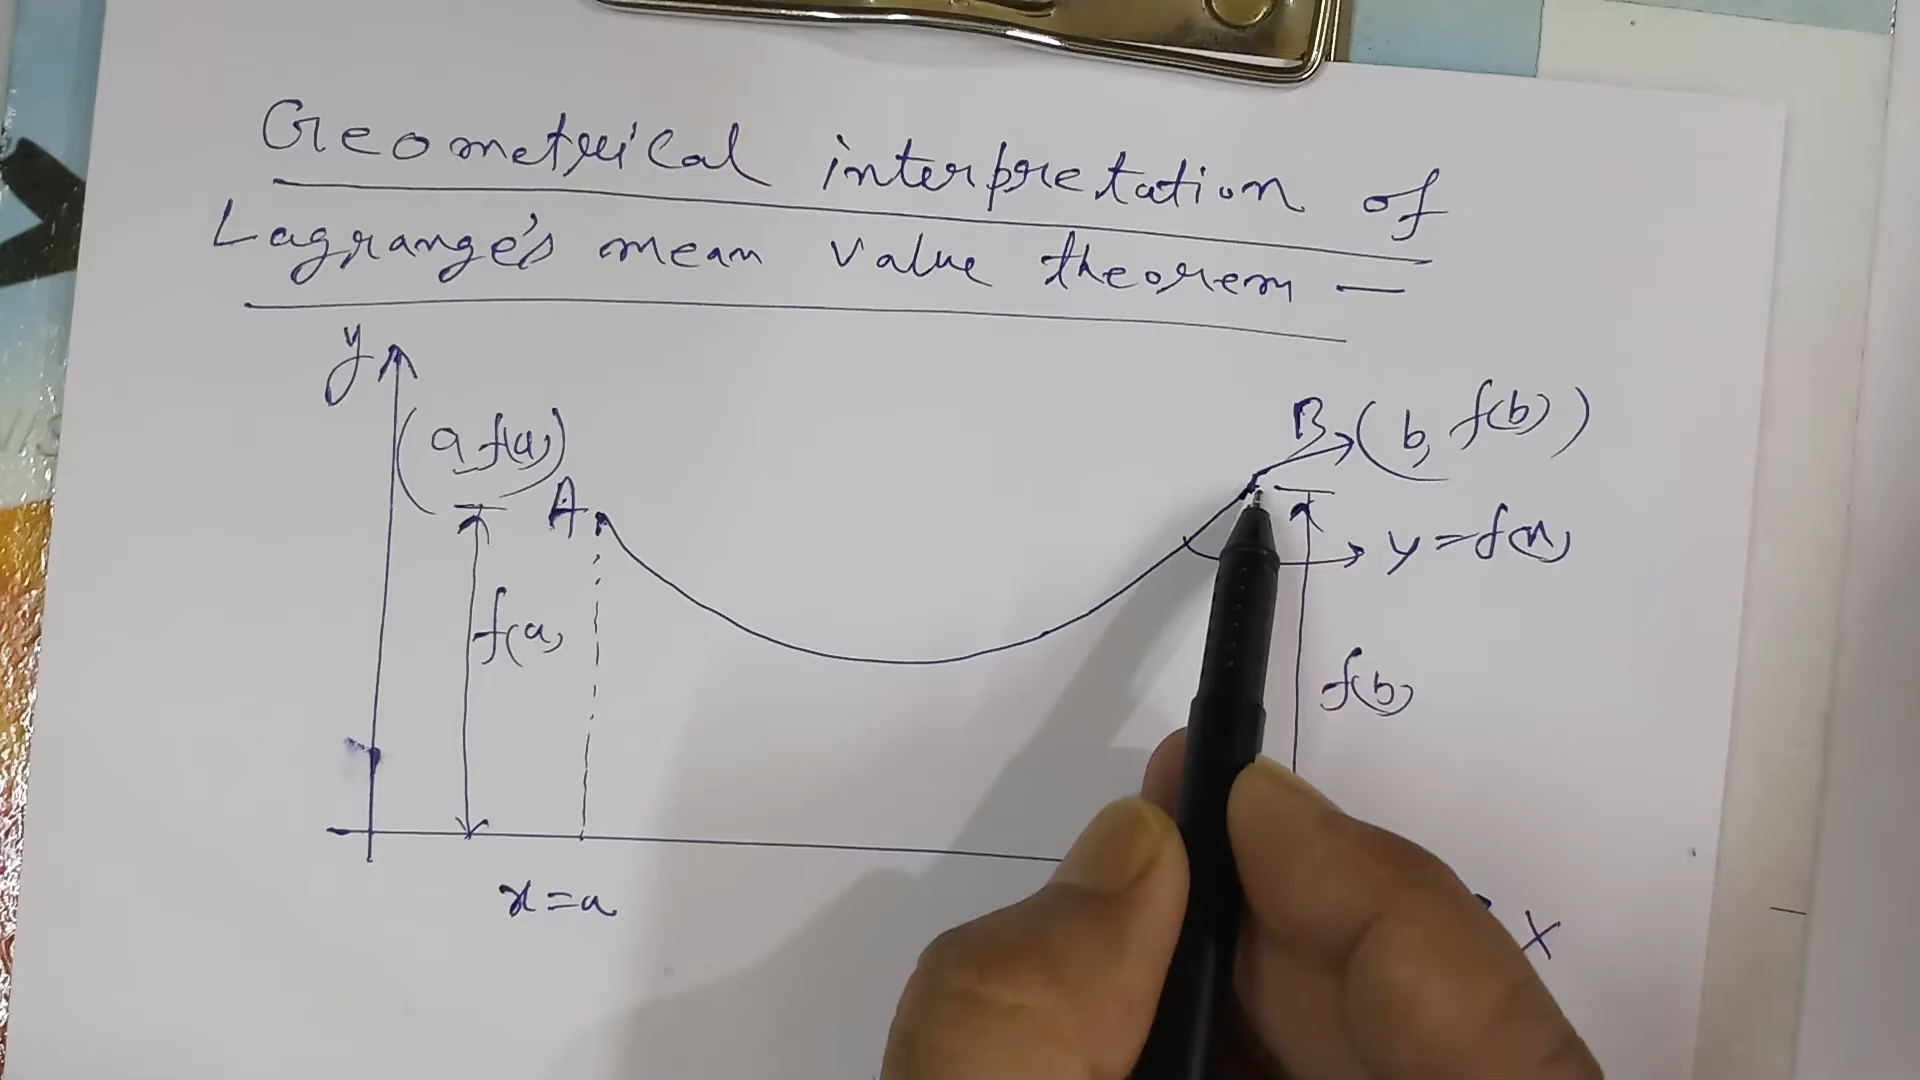 Geometrical interpretation of
Lagrange's mean value theorem —
y
(a, f(a))
A
B (b, f(b))
y = f(x)
f(a)
f(b)
x = a
X